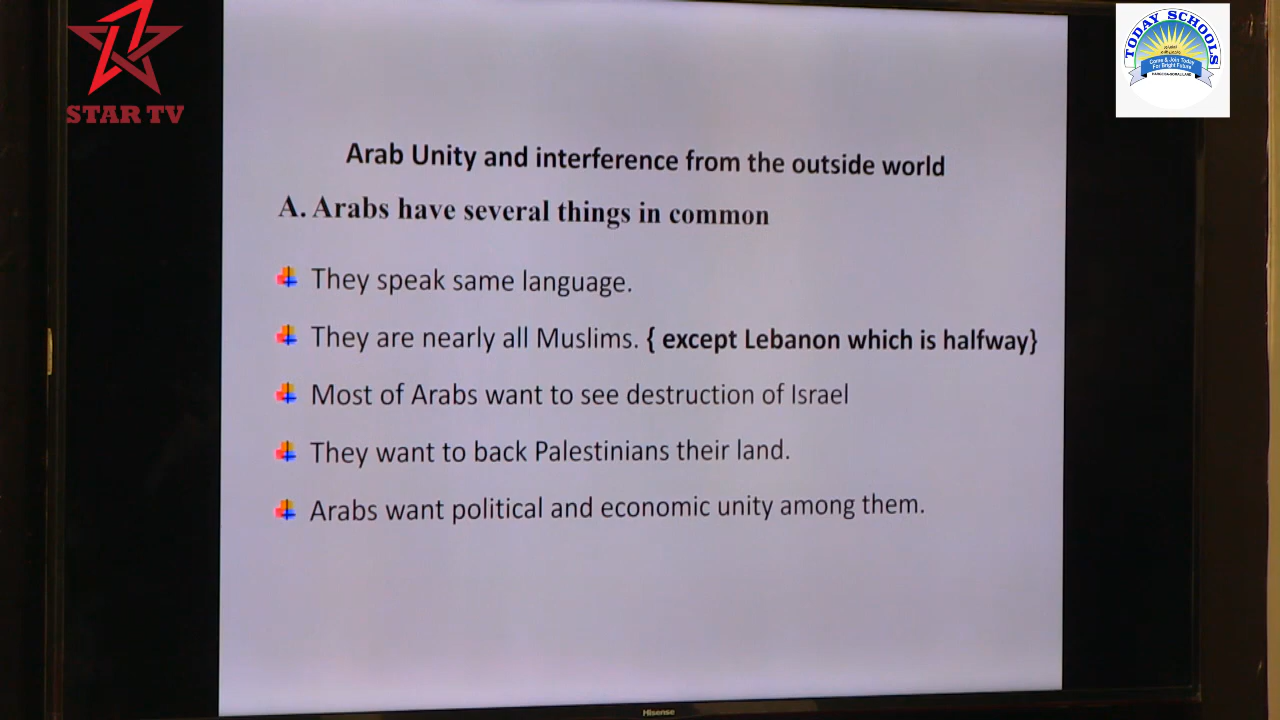 STAR TV
TODAY SCHOOLS
Come & Join Today
For Bright Future
Arab Unity and interference from the outside world
A. Arabs have several things in common
They speak same language.
They are nearly all Muslims. { except Lebanon which is halfway}
Most of Arabs want to see destruction of Israel
They want to back Palestinians their land.
Arabs want political and economic unity among them.
Hisense